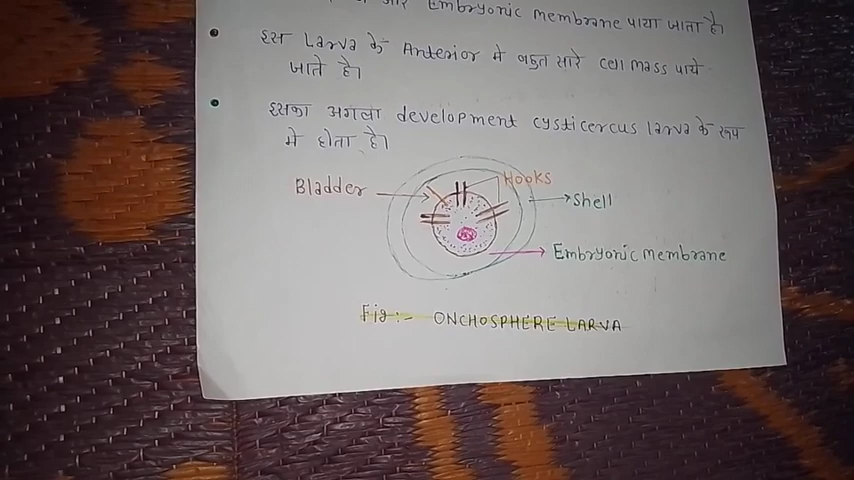 और Embryonic membrane पाया जाता है।
इस Larva के Anterior मे बहुत सारे cell mass पाये
जाते है।
इसका अगला development cysticercus larva के रूप
मे होता है।
Bladder
Hooks
Shell
Embryonic membrane
Fig:- ONCHOSPHERE LARVA